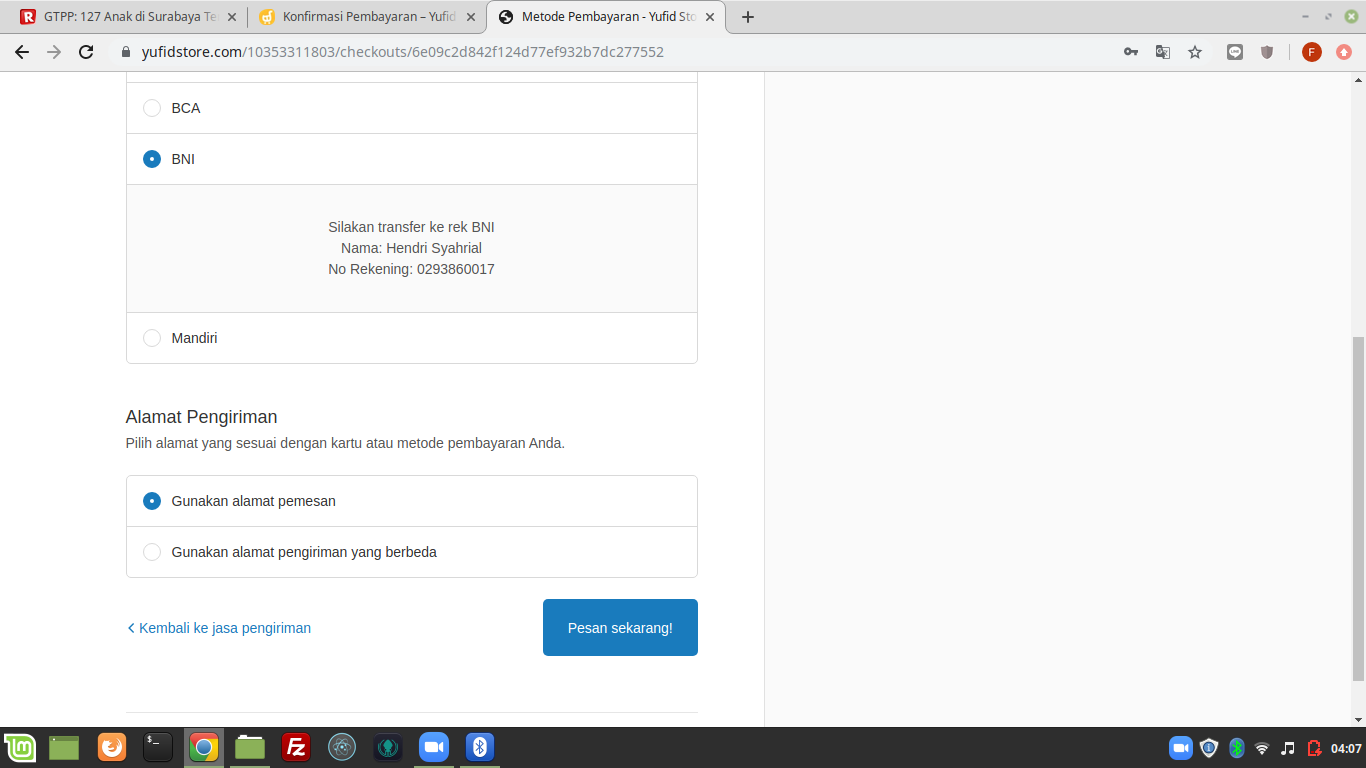 GTPP: 127 Anak di Surabaya Te
Konfirmasi Pembayaran – Yufid
Metode Pembayaran - Yufid Sto
yufidstore.com/10353311803/checkouts/6e09c2d842f124d77ef932b7dc277552
F
BCA
BNI
Silakan transfer ke rek BNI
Nama: Hendri Syahrial
No Rekening: 0293860017
Mandiri
Alamat Pengiriman
Pilih alamat yang sesuai dengan kartu atau metode pembayaran Anda.
Gunakan alamat pemesan
Gunakan alamat pengiriman yang berbeda
Kembali ke jasa pengiriman
Pesan sekarang!
04:07